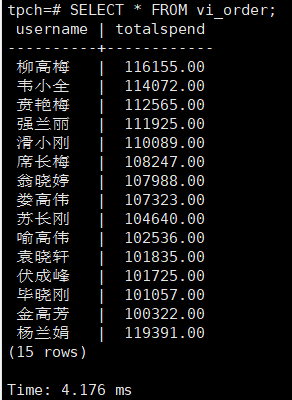 tpch=# SELECT * FROM vi_order;
 username | totalspend
----------+------------
 柳高梅   |  116155.00
 韦小全   |  114072.00
 贲艳梅   |  112565.00
 强兰丽   |  111925.00
 滑小刚   |  110089.00
 席长梅   |  108247.00
 翁晓婷   |  107988.00
 娄高伟   |  107323.00
 苏长刚   |  104640.00
 喻高伟   |  102536.00
 袁晓轩   |  101835.00
 伏成峰   |  101725.00
 毕晓刚   |  101057.00
 金高芳   |  100322.00
 杨兰娟   |  119391.00
(15 rows)
Time: 4.176 ms